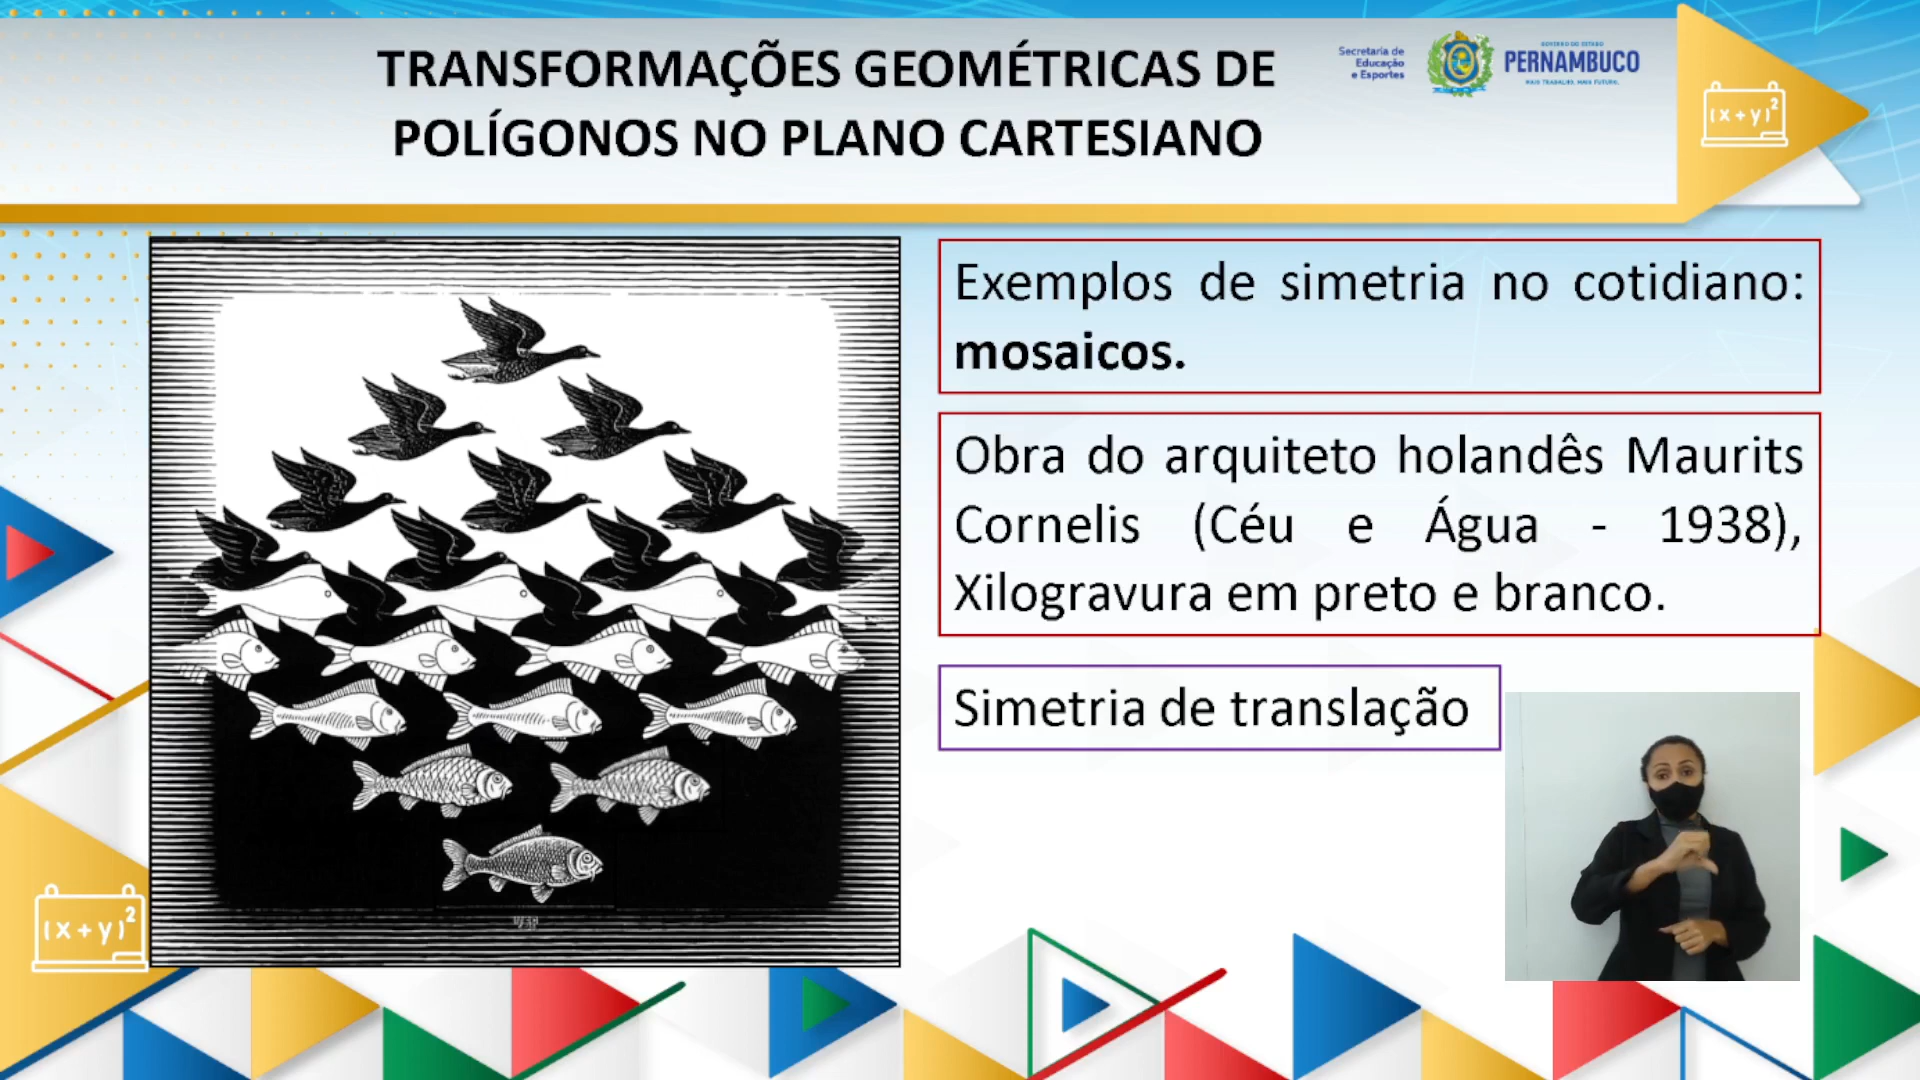 TRANSFORMAÇÕES GEOMÉTRICAS DE
POLÍGONOS NO PLANO CARTESIANO
Secretaria de
Educação
e Esportes
GOVERNO DO ESTADO
PERNAMBUCO
MAIS TRABALHO, MAIS FUTURO.
(x+y)²
Exemplos de simetria no cotidiano:
mosaicos.
Obra do arquiteto holandês Maurits
Cornelis (Céu e Água - 1938),
Xilogravura em preto e branco.
Simetria de translação
(x+y)²